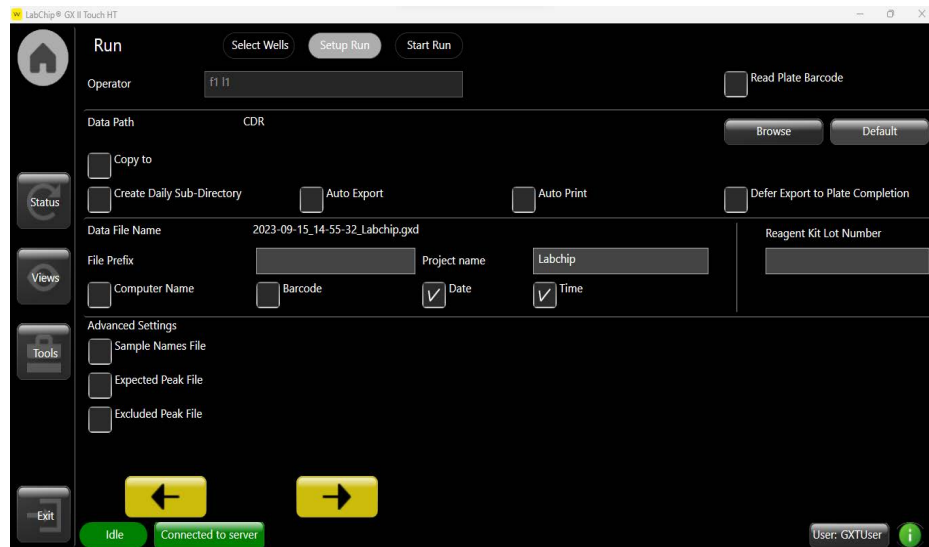 LabChip® GX II Touch HT
Run
Select Wells
Setup Run
Start Run
Operator
f1 l1
Read Plate Barcode
Data Path
CDR
Browse
Default
Copy to
Create Daily Sub-Directory
Auto Export
Auto Print
Defer Export to Plate Completion
Status
Data File Name
2023-09-15_14-55-32_Labchip.gxd
Reagent Kit Lot Number
File Prefix
Project name
Labchip
Views
Computer Name
Barcode
Date
Time
Advanced Settings
Sample Names File
Tools
Expected Peak File
Excluded Peak File
Exit
Idle
Connected to server
User: GXTUser